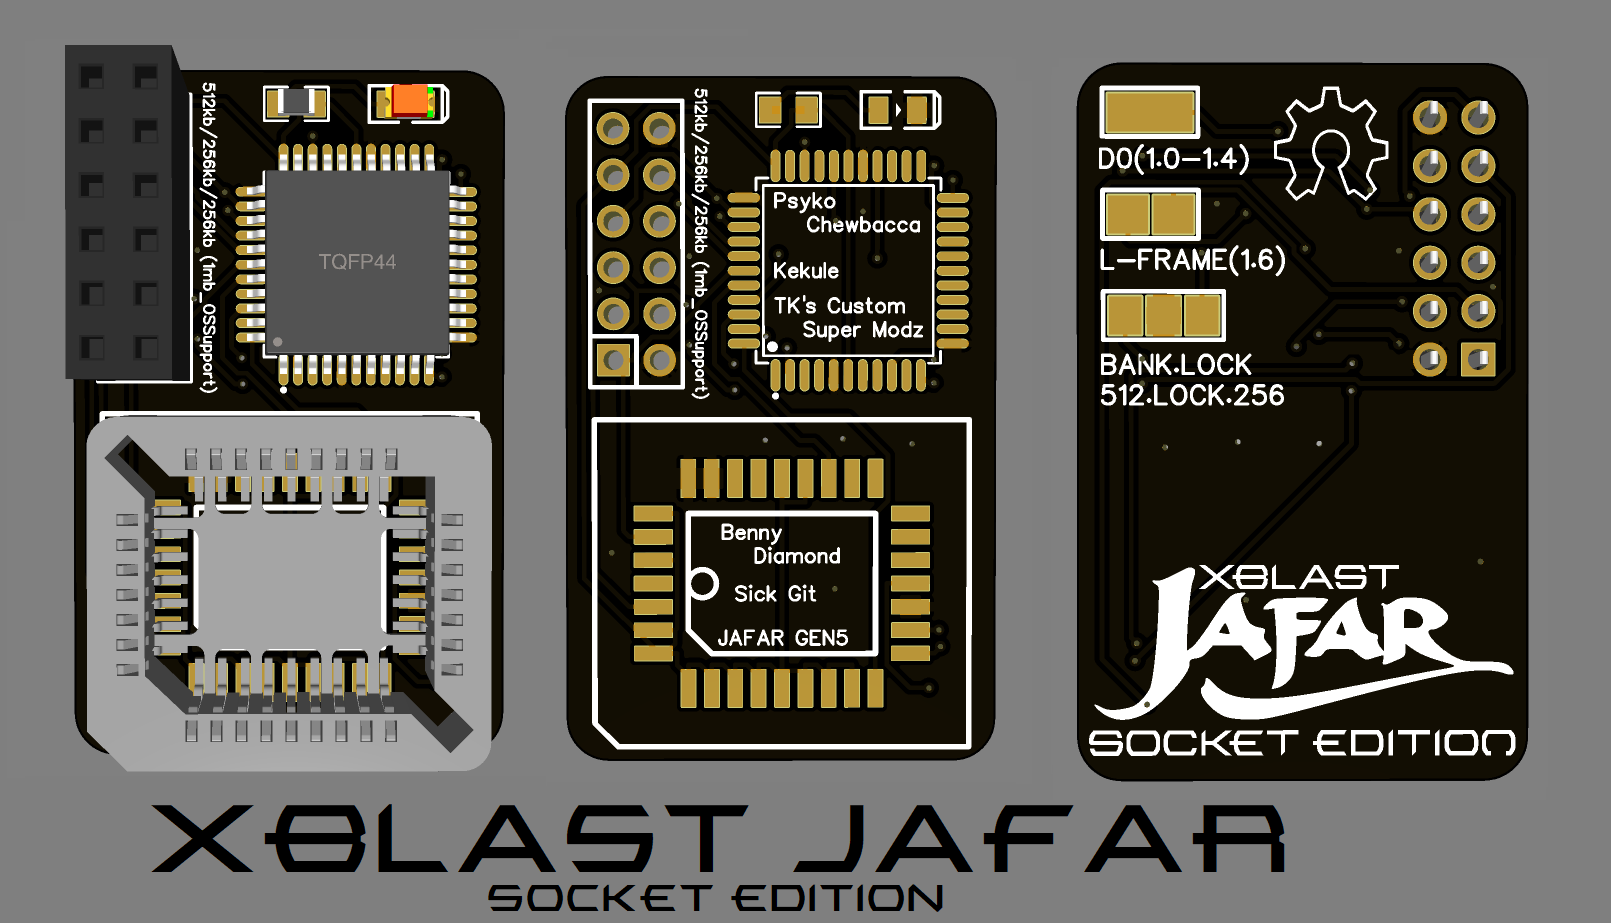 512kb/256kb/256kb (1mb_OSSupport)
TQFP44
512kb/256kb/256kb (1mb_OSSupport)
Psyko
Chewbacca
Kekule
TK's Custom
Super Modz
Benny
Diamond
Sick Git
JAFAR GEN5
D0(1.0-1.4)
L-FRAME(1.6)
BANK.LOCK
512.LOCK.256
XBLAST
JAFAR
SOCKET EDITION
XBLAST JAFAR
SOCKET EDITION